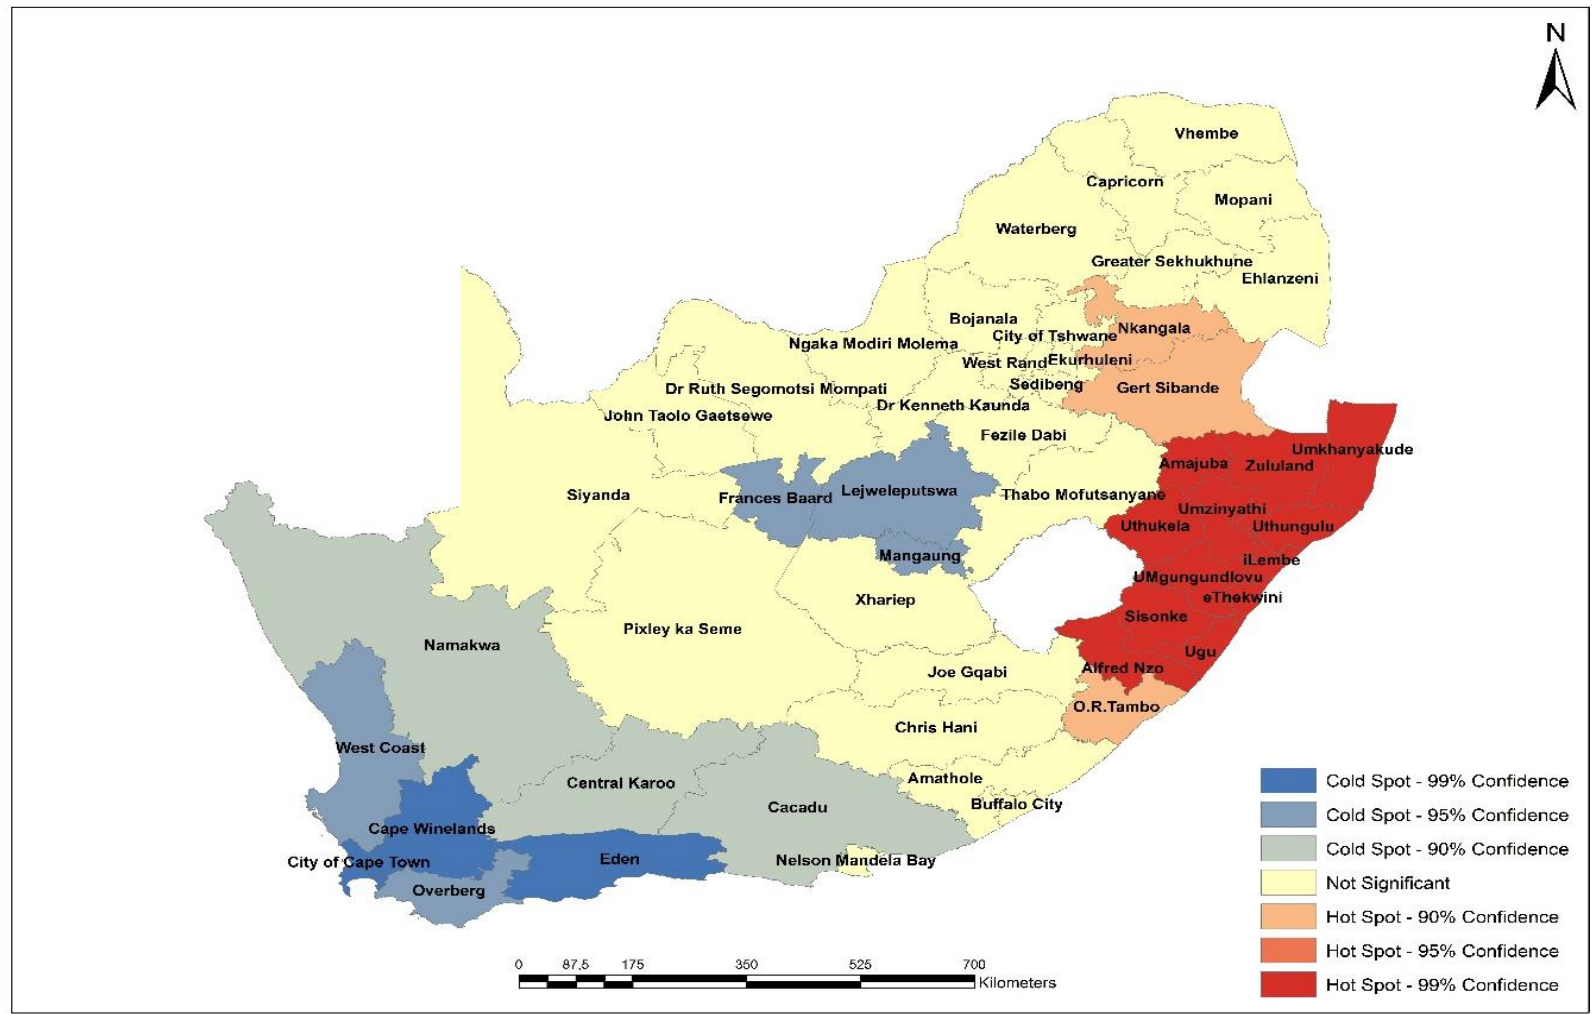 N
Vhembe
Capricorn
Mopani
Waterberg
Greater Sekhukhune
Ehlanzeni
Bojanala
Nkangala
City of Tshwane
Ngaka Modiri Molema
West Rand
Ekurhuleni
Sedibeng
Gert Sibande
Dr Ruth Segomotsi Mompati
Dr Kenneth Kaunda
John Taolo Gaetsewe
Fezile Dabi
Umkhanyakude
Amajuba
Zululand
Siyanda
Frances Baard
Lejweleputswa
Thabo Mofutsanyane
Umzinyathi
Uthukela
Uthungulu
Mangaung
iLembe
UMgungundlovu
Xhariep
eThekwini
Sisonke
Pixley ka Seme
Namakwa
Ugu
Joe Gqabi
Alfred Nzo
O.R.Tambo
Chris Hani
West Coast
Central Karoo
Amathole
Cacadu
Buffalo City
Cape Winelands
City of Cape Town
Eden
Nelson Mandela Bay
Overberg
Cold Spot - 99% Confidence
Cold Spot - 95% Confidence
Cold Spot - 90% Confidence
Not Significant
Hot Spot - 90% Confidence
Hot Spot - 95% Confidence
Hot Spot - 99% Confidence
0 87,5 175 350 525 700
Kilometers